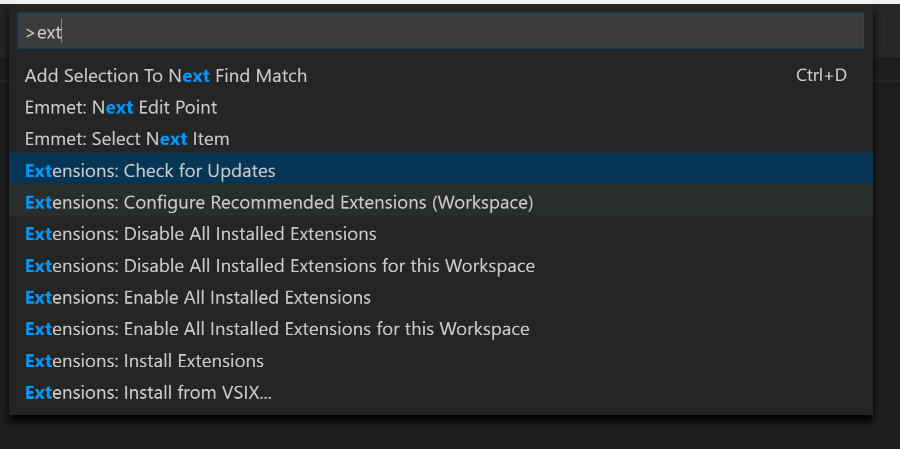 >ext
Add Selection To Next Find Match Ctrl+D
Emmet: Next Edit Point
Emmet: Select Next Item
Extensions: Check for Updates
Extensions: Configure Recommended Extensions (Workspace)
Extensions: Disable All Installed Extensions
Extensions: Disable All Installed Extensions for this Workspace
Extensions: Enable All Installed Extensions
Extensions: Enable All Installed Extensions for this Workspace
Extensions: Install Extensions
Extensions: Install from VSIX...